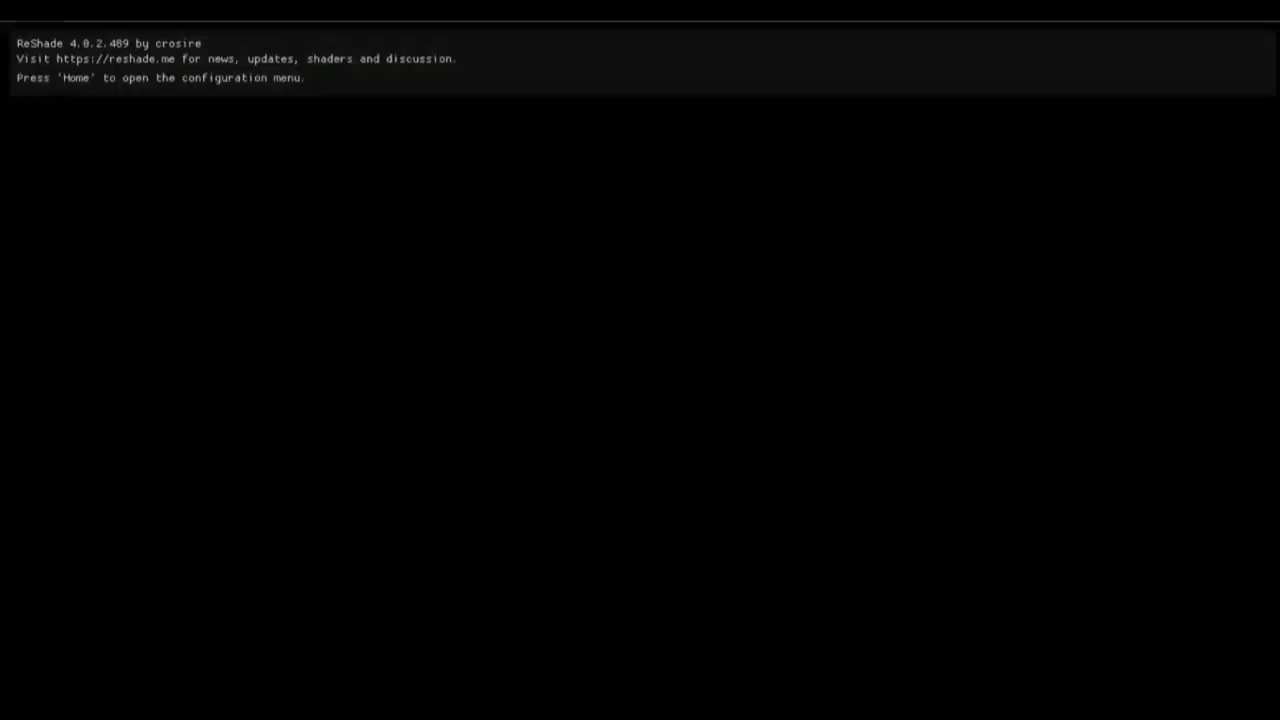 ReShade 4.0.2.489 by crosire
Visit https://reshade.me for news, updates, shaders and discussion.
Press 'Home' to open the configuration menu.